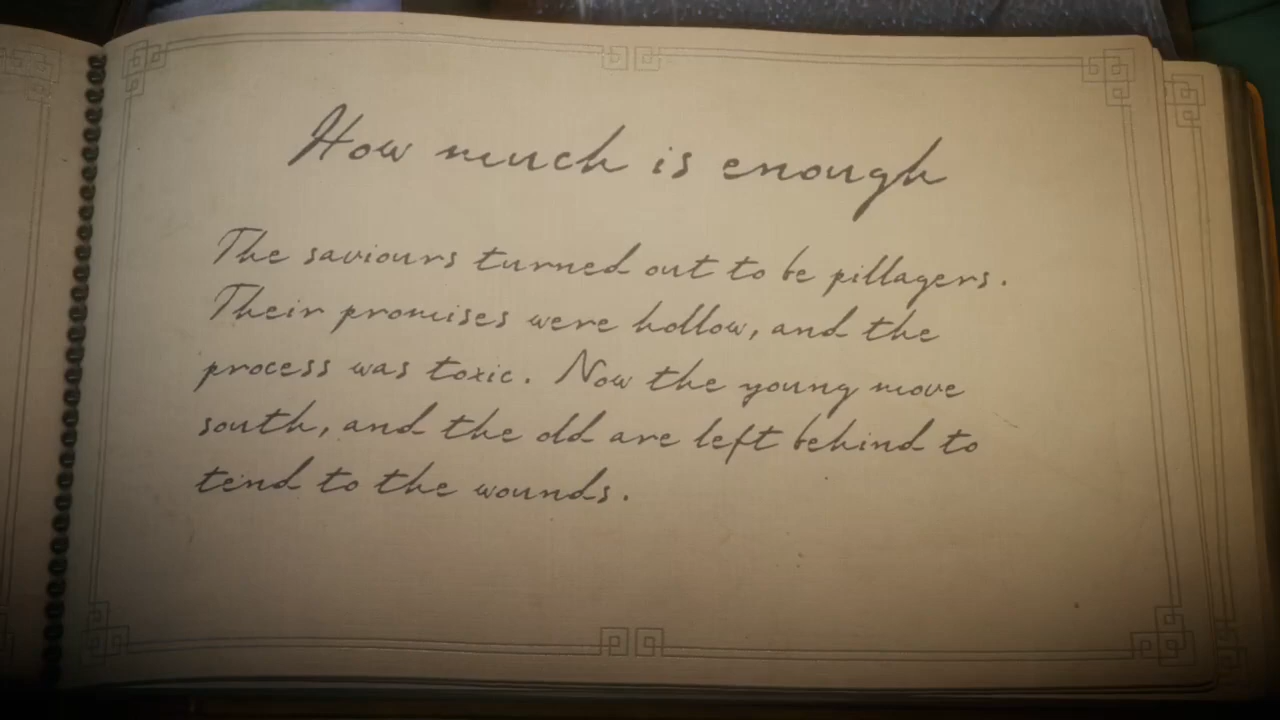 How much is enough
The saviours turned out to be pillagers.
Their promises were hollow, and the
process was toxic. Now the young move
south, and the old are left behind to
tend to the wounds.